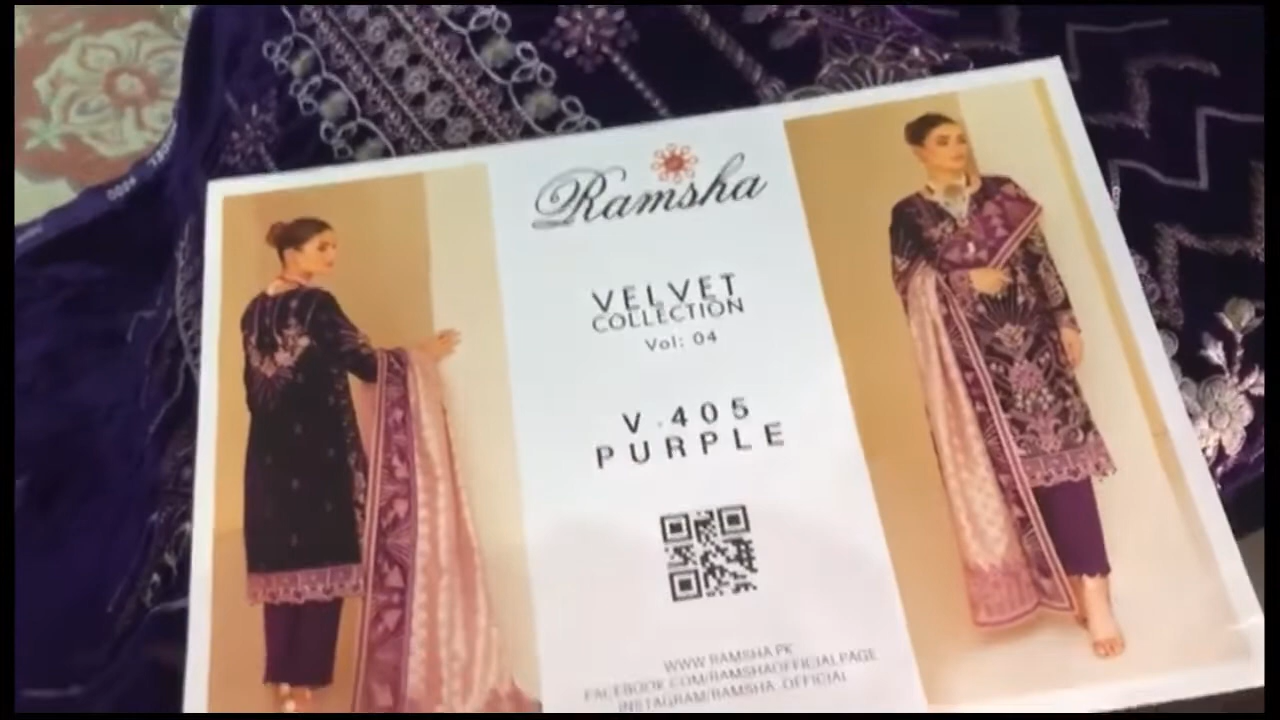 Ramsha
VELVET
COLLECTION
Vol: 04
V.405
PURPLE
WWW.RAMSHA.PK
FACEBOOK.COM/RAMSHAOFFICIALPAGE
INSTAGRAM/RAMSHA_OFFICIAL